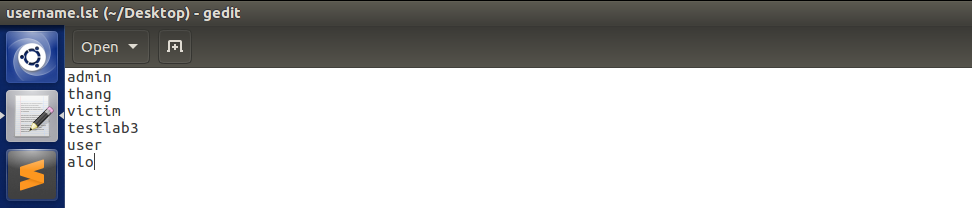 username.lst (~/Desktop) - gedit
Open
admin
thang
victim
testlab3
user
alo